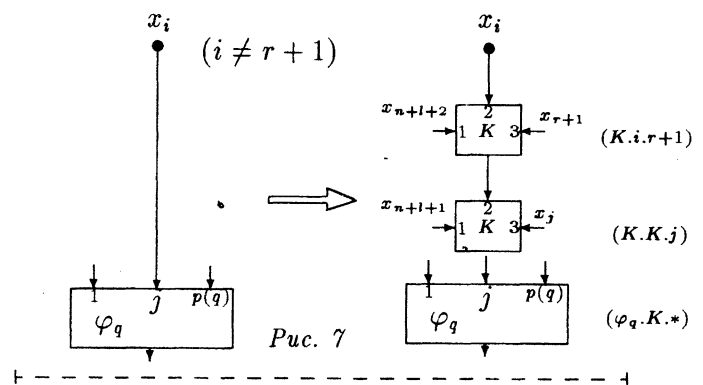 x_i
(i ≠ r + 1)
x_i
x_{n+l+2}
2
1 K 3
x_{r+1}
(K.i.r+1)
x_{n+l+1}
2
1 K 3
x_j
(K.K.j)
1 j p(q)
φ_q
Рис. 7
1 j p(q)
φ_q
(φ_q.K.*)